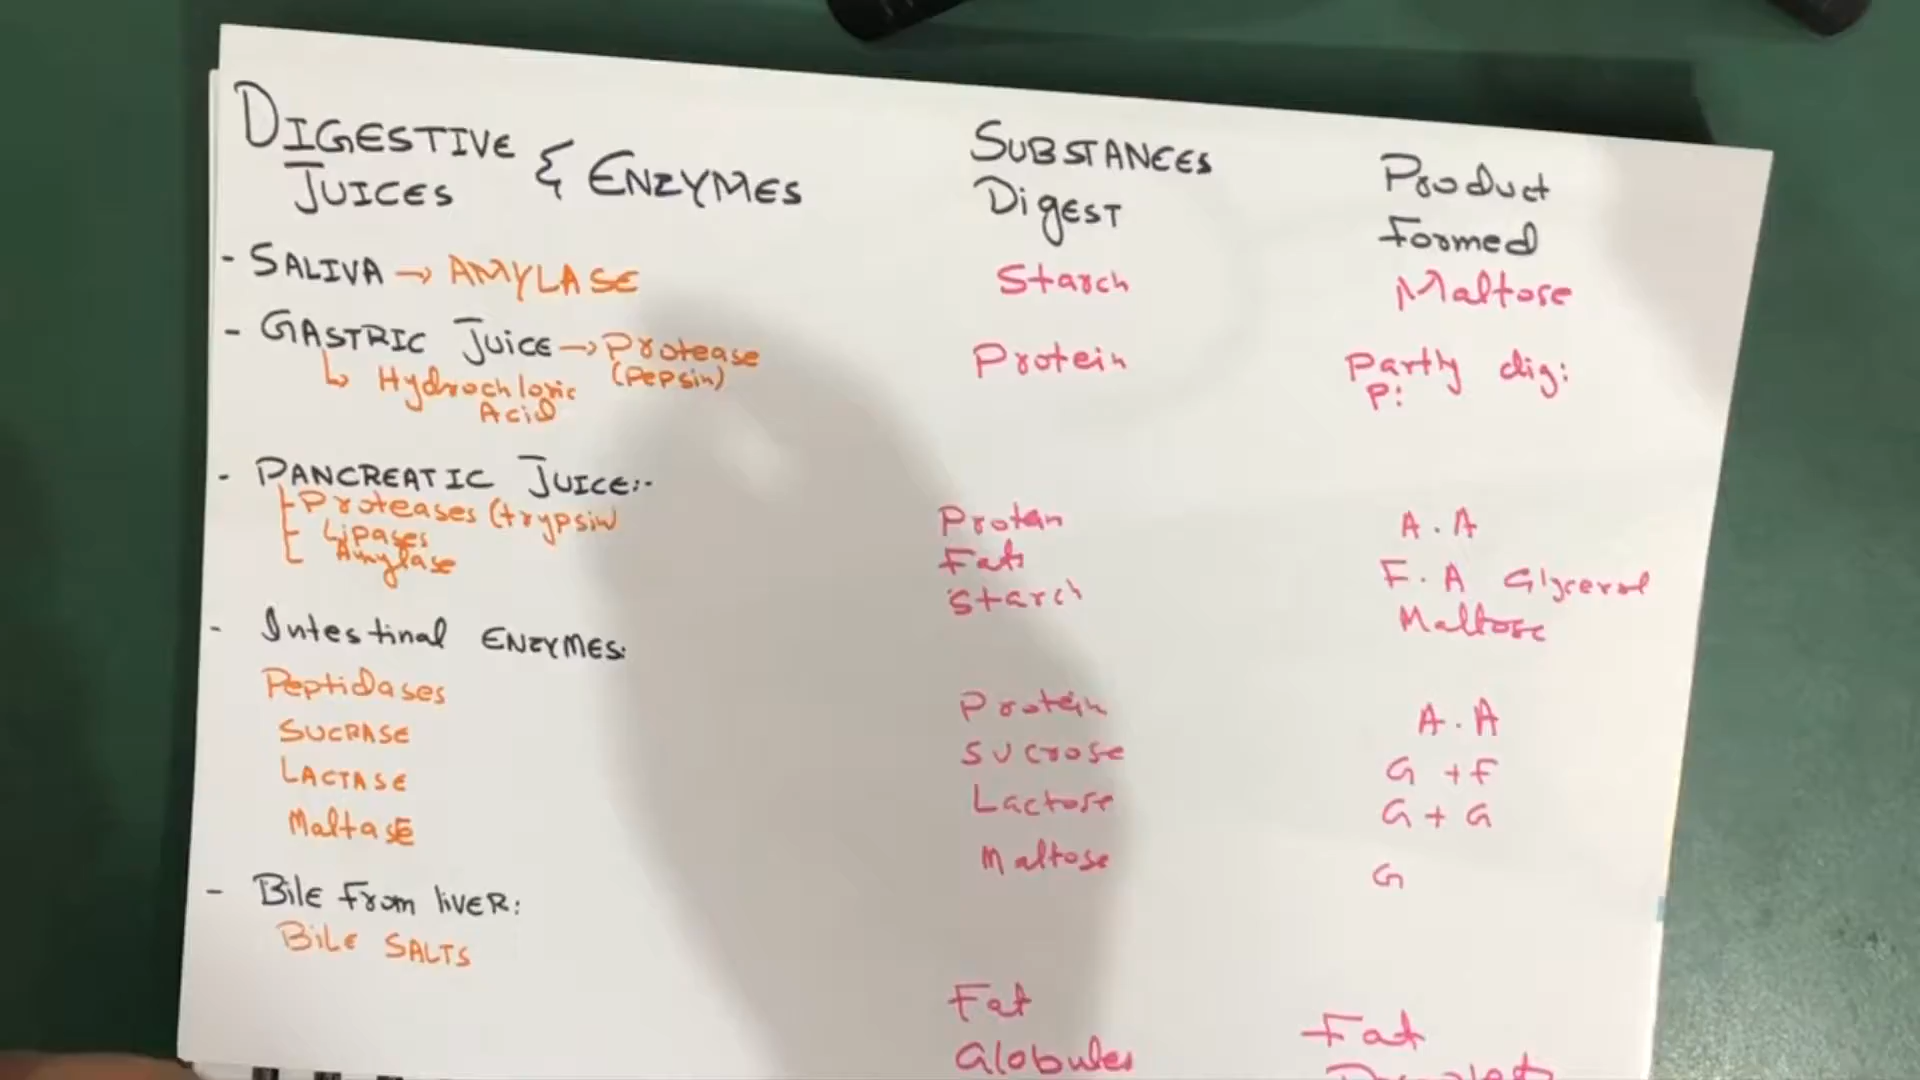 DIGESTIVE JUICES & ENZYMES SUBSTANCES DIGEST Product Formed
- SALIVA → AMYLASE Starch Maltose
- GASTRIC JUICE → Protease (Pepsin) Protein Partly dig: P:
↳ Hydrochloric Acid
- PANCREATIC JUICE:-
Proteases (trypsin) Protein A.A
Lipases Fats F.A Glycerol
Amylase Starch Maltose
- Intestinal ENZYMES:
Peptidases Protein A.A
SUCRASE Sucrose G + F
LACTASE Lactose G + G
Maltase Maltose G
- Bile from liver:
Bile SALTS
Fat Globules Fat Droplets